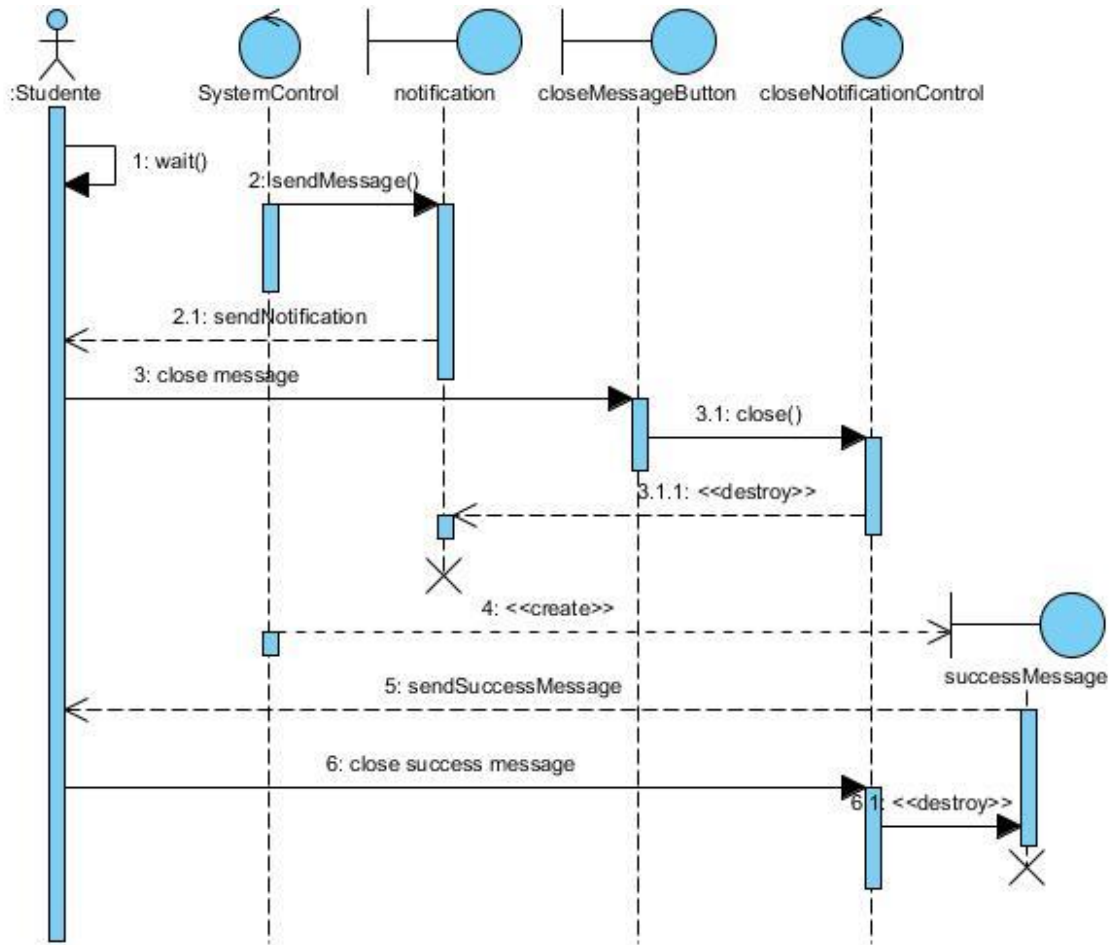 :Studente
SystemControl
notification
closeMessageButton
closeNotificationControl
1: wait()
2: sendMessage()
2.1: sendNotification
3: close message
3.1: close()
3.1.1: <<destroy>>
4: <<create>>
successMessage
5: sendSuccessMessage
6: close success message
6.1: <<destroy>>